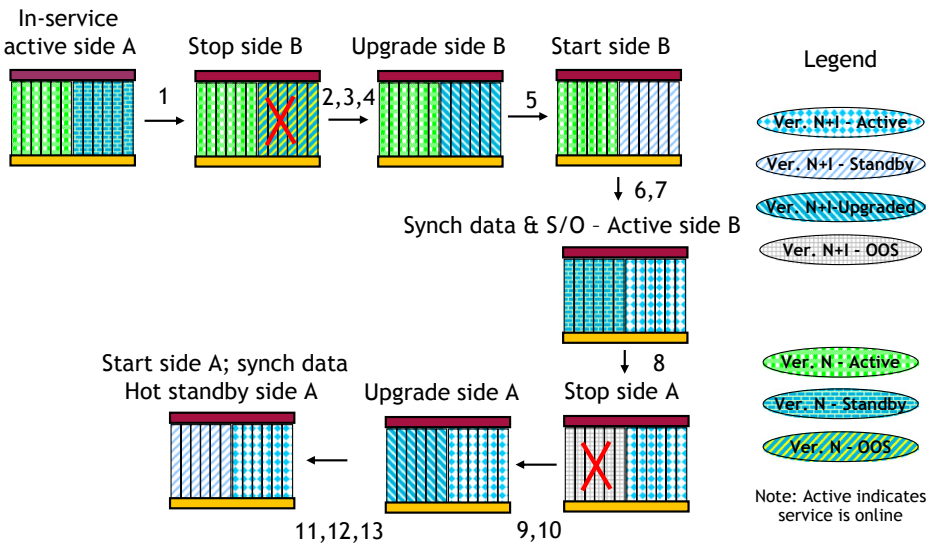 In-service
active side A
Stop side B
Upgrade side B
Start side B
1
2,3,4
5
6,7
Synch data & S/O - Active side B
8
Start side A; synch data
Hot standby side A
Upgrade side A
Stop side A
11,12,13
9,10
Legend
Ver. N+I - Active
Ver. N+I - Standby
Ver. N+I-Upgraded
Ver. N+I - OOS
Ver. N - Active
Ver. N - Standby
Ver. N - OOS
Note: Active indicates
service is online